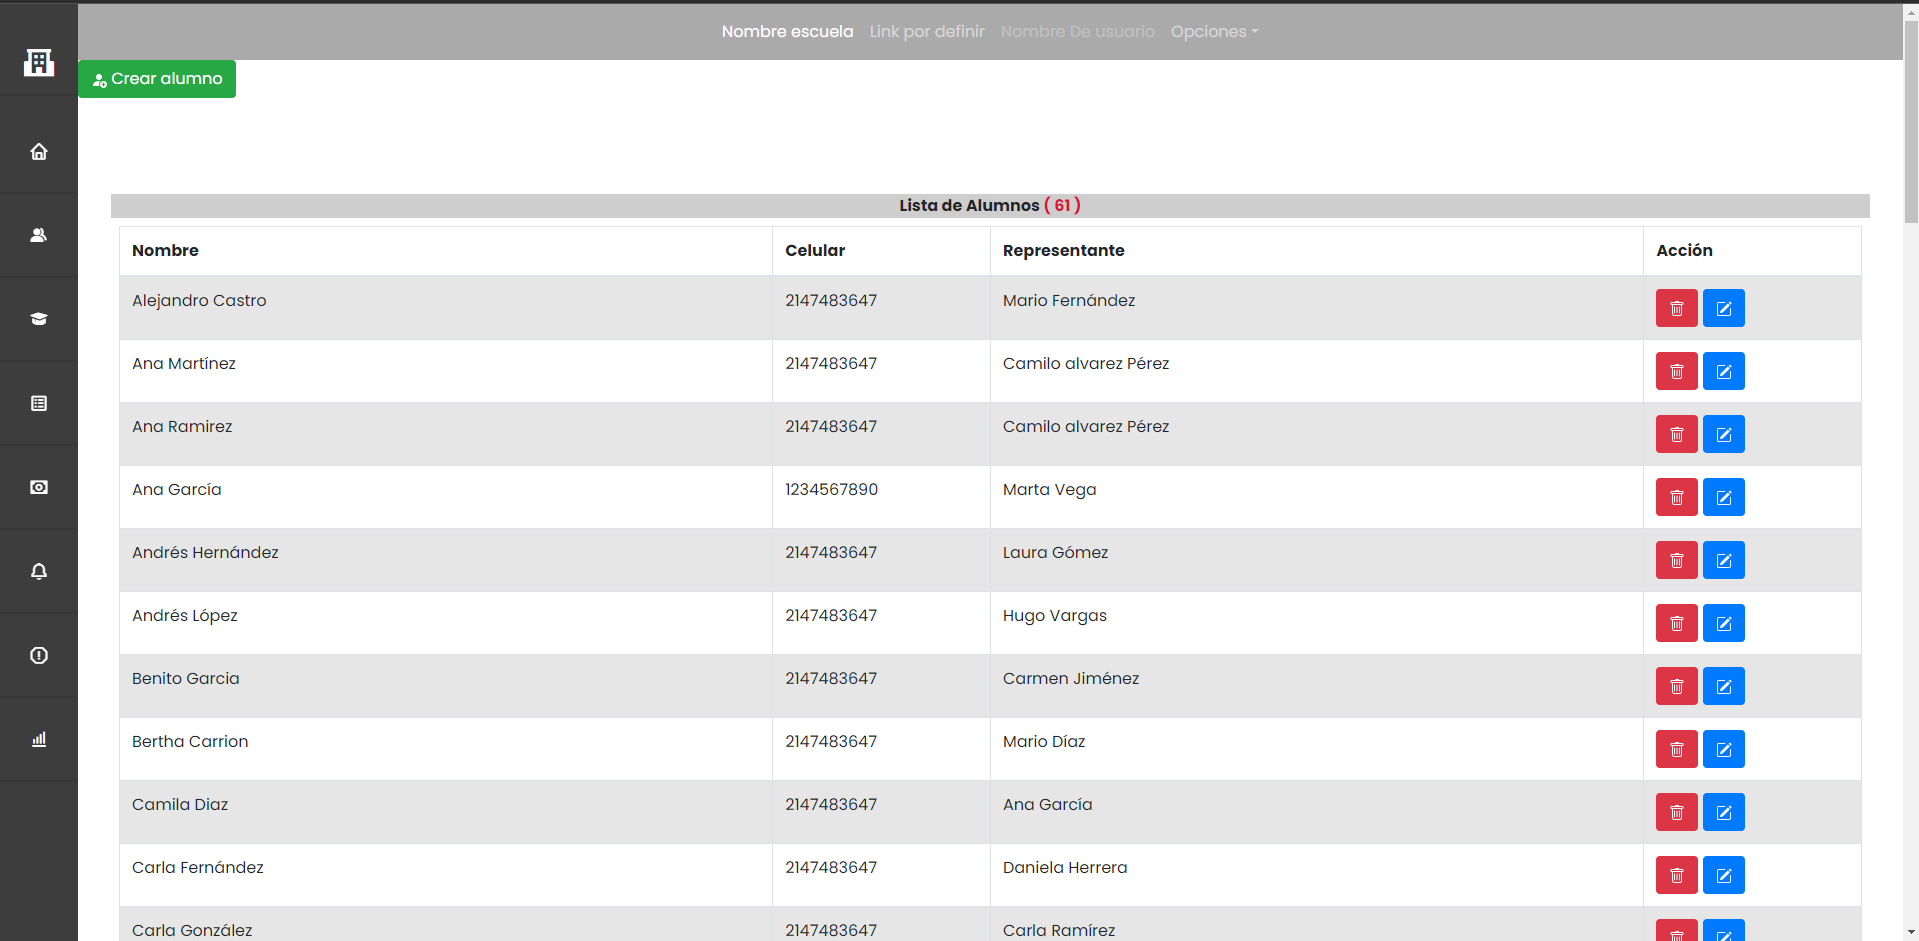 Nombre escuela Link por definir Nombre De usuario Opciones
Crear alumno
Lista de Alumnos ( 61 )
Nombre Celular Representante Acción
Alejandro Castro 2147483647 Mario Fernández
Ana Martínez 2147483647 Camilo alvarez Pérez
Ana Ramirez 2147483647 Camilo alvarez Pérez
Ana García 1234567890 Marta Vega
Andrés Hernández 2147483647 Laura Gómez
Andrés López 2147483647 Hugo Vargas
Benito Garcia 2147483647 Carmen Jiménez
Bertha Carrion 2147483647 Mario Díaz
Camila Diaz 2147483647 Ana García
Carla Fernández 2147483647 Daniela Herrera
Carla González 2147483647 Carla Ramírez